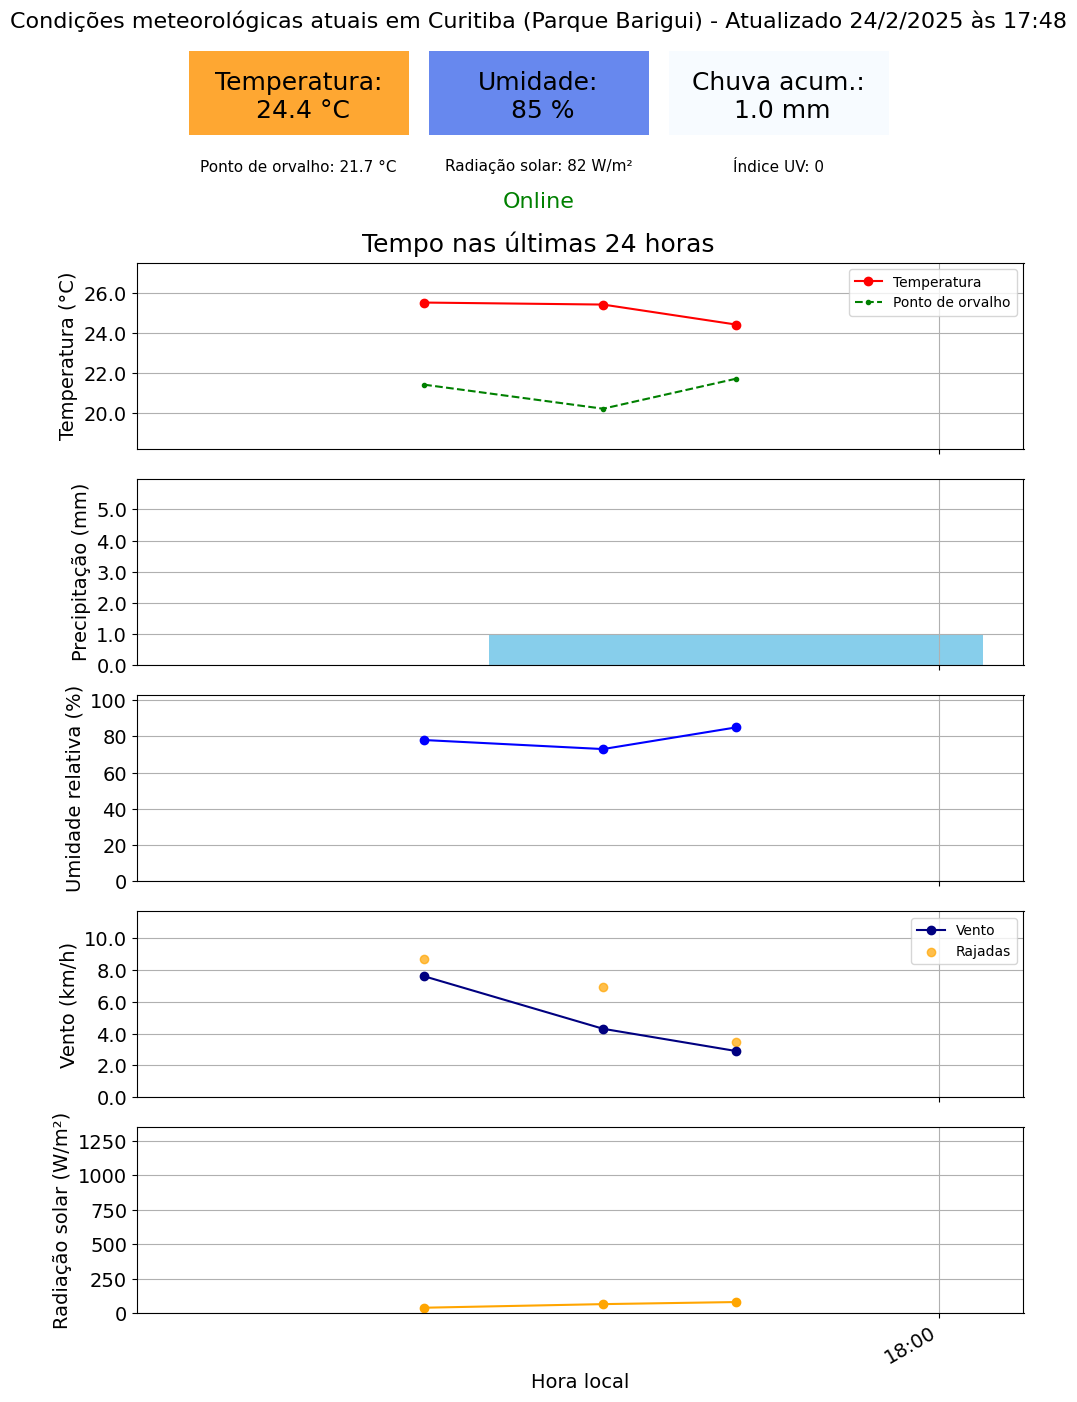 Condições meteorológicas atuais em Curitiba (Parque Barigui) - Atualizado 24/2/2025 às 17:48
Temperatura:
24.4 °C
Umidade:
85 %
Chuva acum.:
1.0 mm
Ponto de orvalho: 21.7 °C
Radiação solar: 82 W/m²
Índice UV: 0
Online
Tempo nas últimas 24 horas
Temperatura (°C)
26.0
24.0
22.0
20.0
Temperatura
Ponto de orvalho
Precipitação (mm)
5.0
4.0
3.0
2.0
1.0
0.0
Umidade relativa (%)
100
80
60
40
20
0
Vento (km/h)
10.0
8.0
6.0
4.0
2.0
0.0
Vento
Rajadas
Radiação solar (W/m²)
1250
1000
750
500
250
0
18:00
Hora local